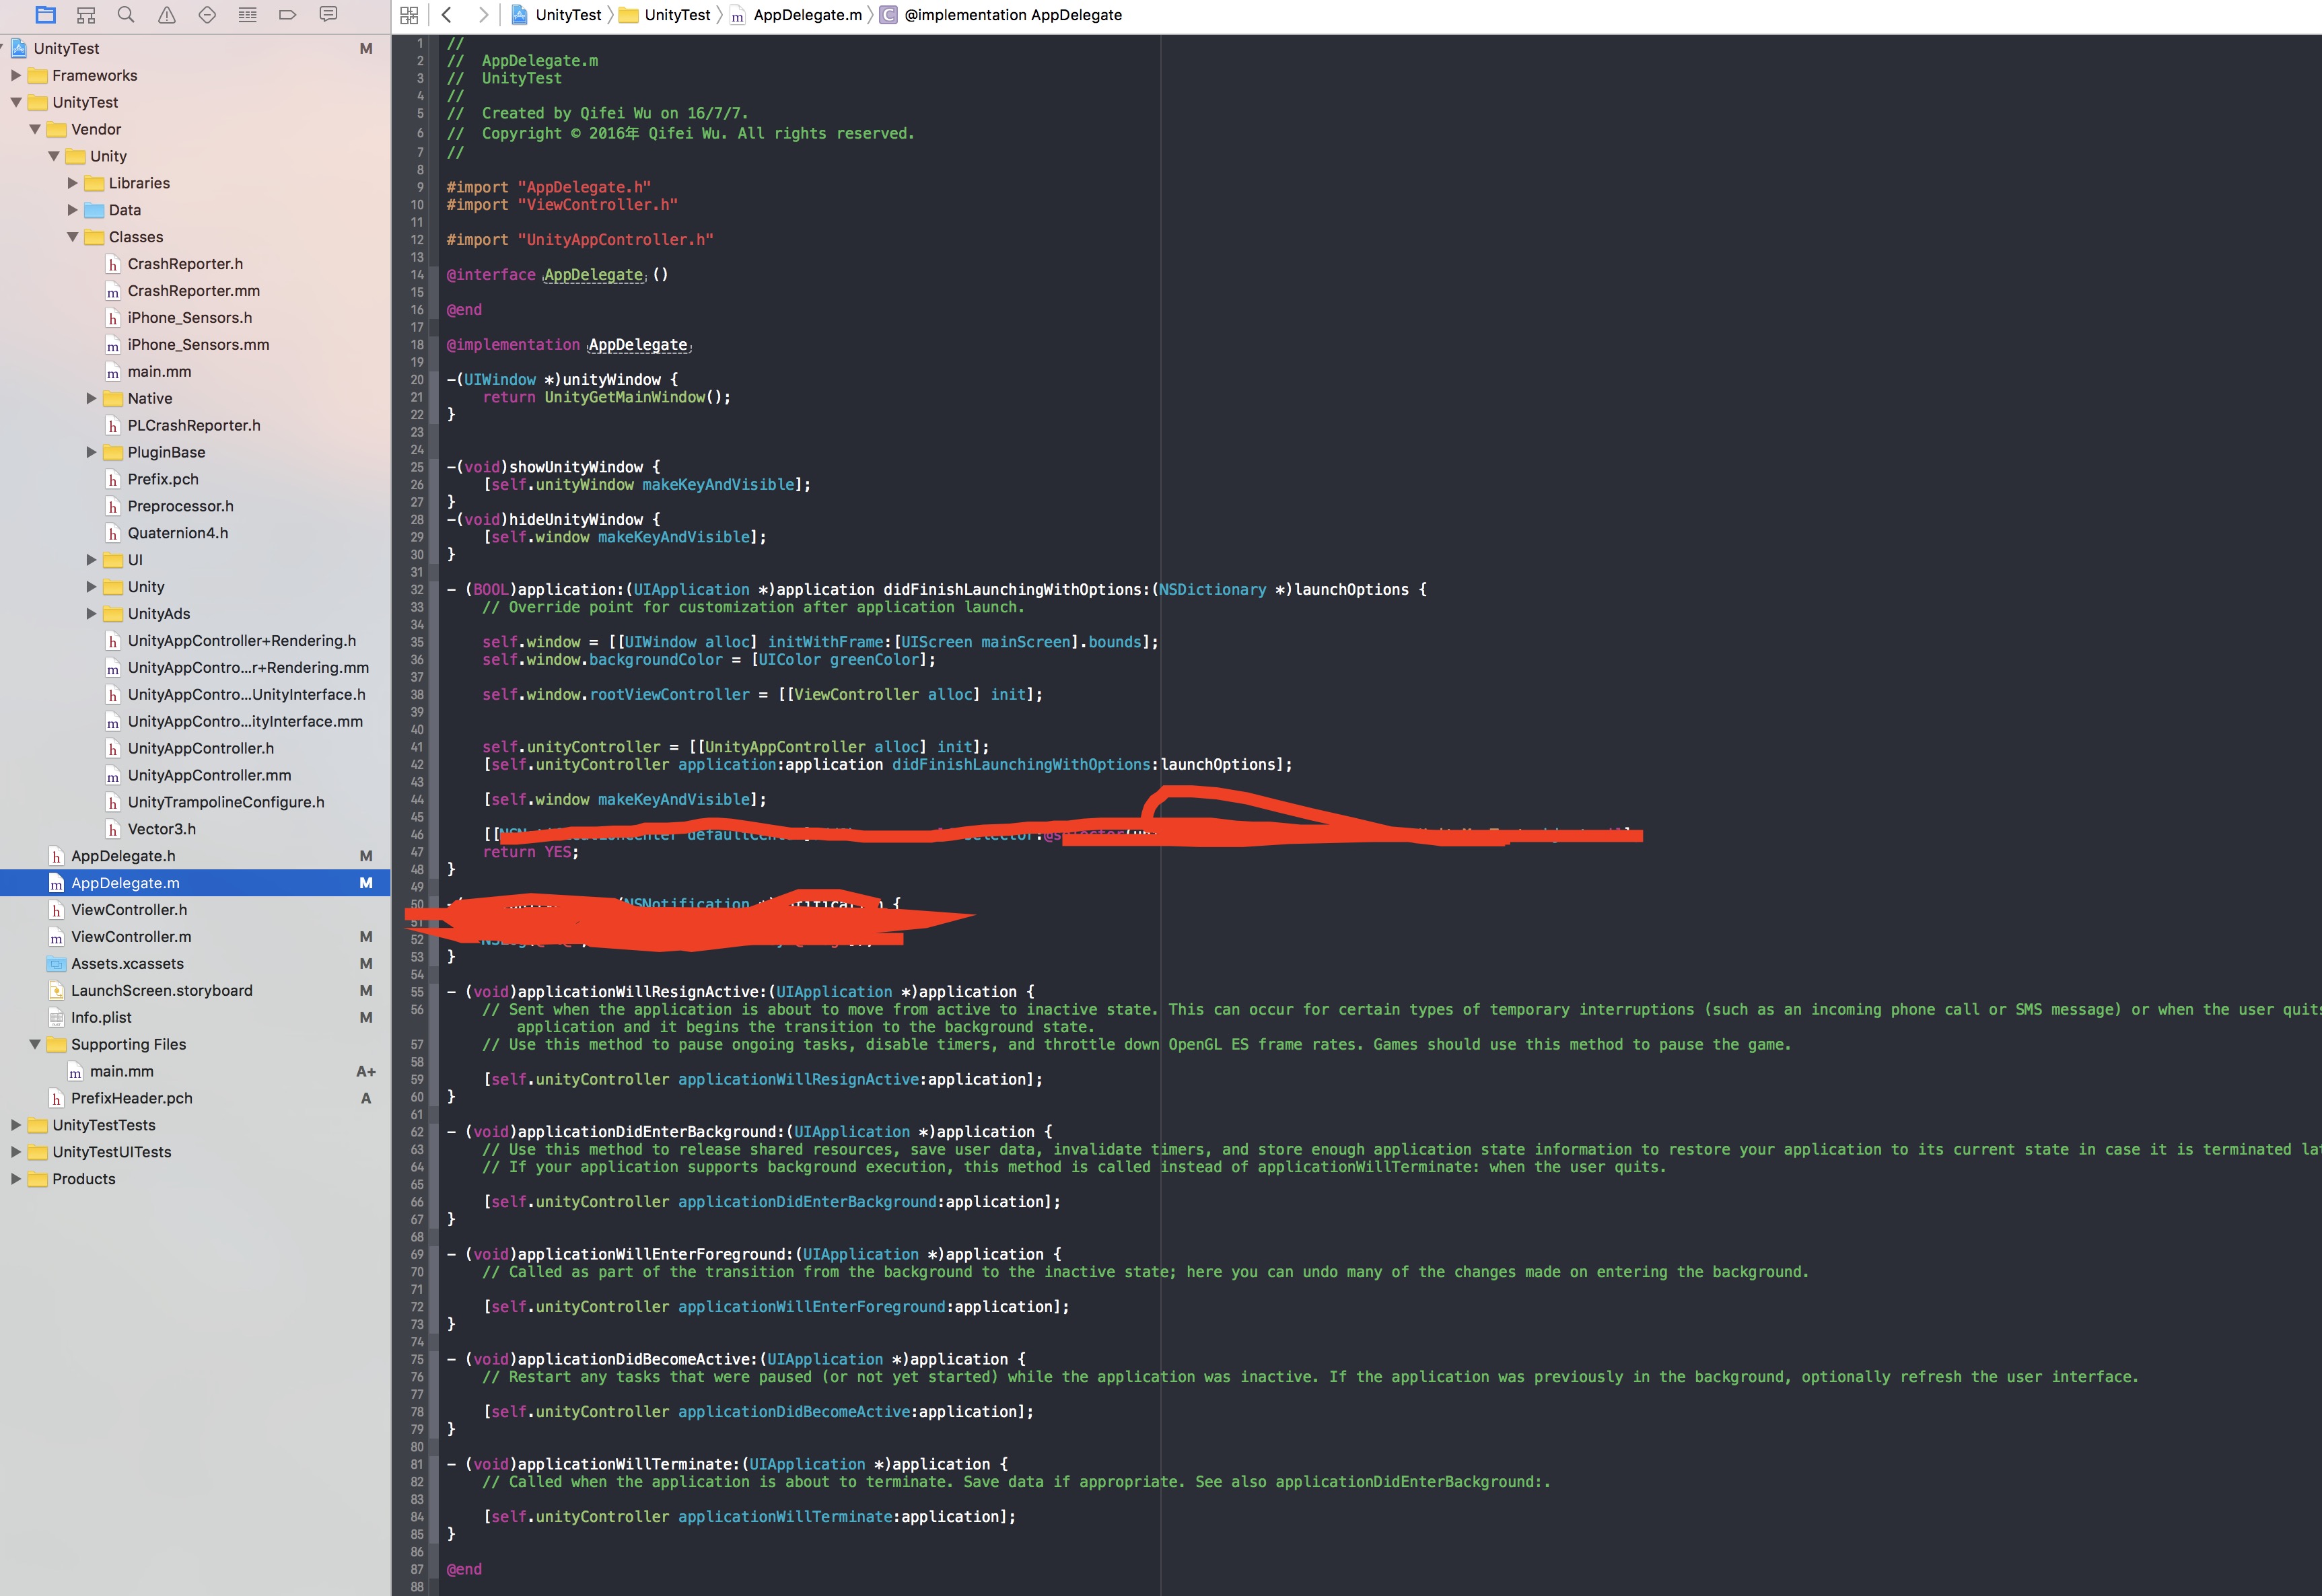 UnityTest UnityTest AppDelegate.m C @implementation AppDelegate
UnityTest M
Frameworks
UnityTest
Vendor
Unity
Libraries
Data
Classes
h CrashReporter.h
m CrashReporter.mm
h iPhone_Sensors.h
m iPhone_Sensors.mm
m main.mm
Native
h PLCrashReporter.h
PluginBase
h Prefix.pch
h Preprocessor.h
h Quaternion4.h
UI
Unity
UnityAds
h UnityAppController+Rendering.h
m UnityAppContro...r+Rendering.mm
h UnityAppContro...UnityInterface.h
m UnityAppContro...ityInterface.mm
h UnityAppController.h
m UnityAppController.mm
h UnityTrampolineConfigure.h
h Vector3.h
h AppDelegate.h M
m AppDelegate.m M
h ViewController.h
m ViewController.m M
Assets.xcassets M
LaunchScreen.storyboard M
Info.plist M
Supporting Files
m main.mm A+
h PrefixHeader.pch A
UnityTestTests
UnityTestUITests
Products
1 //
2 //  AppDelegate.m
3 //  UnityTest
4 //
5 //  Created by Qifei Wu on 16/7/7.
6 //  Copyright © 2016年 Qifei Wu. All rights reserved.
7 //
8
9 #import "AppDelegate.h"
10 #import "ViewController.h"
11
12 #import "UnityAppController.h"
13
14 @interface AppDelegate ()
15
16 @end
17
18 @implementation AppDelegate
19
20 -(UIWindow *)unityWindow {
21     return UnityGetMainWindow();
22 }
23
24
25 -(void)showUnityWindow {
26     [self.unityWindow makeKeyAndVisible];
27 }
28 -(void)hideUnityWindow {
29     [self.window makeKeyAndVisible];
30 }
31
32 - (BOOL)application:(UIApplication *)application didFinishLaunchingWithOptions:(NSDictionary *)launchOptions {
33     // Override point for customization after application launch.
34
35     self.window = [[UIWindow alloc] initWithFrame:[UIScreen mainScreen].bounds];
36     self.window.backgroundColor = [UIColor greenColor];
37
38     self.window.rootViewController = [[ViewController alloc] init];
39
40
41     self.unityController = [[UnityAppController alloc] init];
42     [self.unityController application:application didFinishLaunchingWithOptions:launchOptions];
43
44     [self.window makeKeyAndVisible];
45
46     [[
47     return YES;
48 }
49
50 (NSNotification {
51
52
53 }
54
55 - (void)applicationWillResignActive:(UIApplication *)application {
56     // Sent when the application is about to move from active to inactive state. This can occur for certain types of temporary interruptions (such as an incoming phone call or SMS message) or when the user quits
application and it begins the transition to the background state.
57     // Use this method to pause ongoing tasks, disable timers, and throttle down OpenGL ES frame rates. Games should use this method to pause the game.
58
59     [self.unityController applicationWillResignActive:application];
60 }
61
62 - (void)applicationDidEnterBackground:(UIApplication *)application {
63     // Use this method to release shared resources, save user data, invalidate timers, and store enough application state information to restore your application to its current state in case it is terminated lat
64     // If your application supports background execution, this method is called instead of applicationWillTerminate: when the user quits.
65
66     [self.unityController applicationDidEnterBackground:application];
67 }
68
69 - (void)applicationWillEnterForeground:(UIApplication *)application {
70     // Called as part of the transition from the background to the inactive state; here you can undo many of the changes made on entering the background.
71
72     [self.unityController applicationWillEnterForeground:application];
73 }
74
75 - (void)applicationDidBecomeActive:(UIApplication *)application {
76     // Restart any tasks that were paused (or not yet started) while the application was inactive. If the application was previously in the background, optionally refresh the user interface.
77
78     [self.unityController applicationDidBecomeActive:application];
79 }
80
81 - (void)applicationWillTerminate:(UIApplication *)application {
82     // Called when the application is about to terminate. Save data if appropriate. See also applicationDidEnterBackground:.
83
84     [self.unityController applicationWillTerminate:application];
85 }
86
87 @end
88